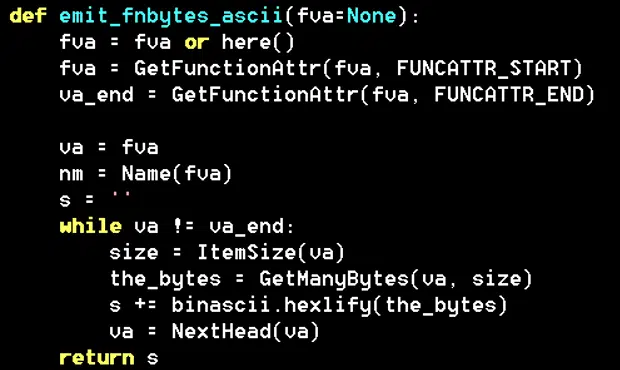 def emit_fnbytes_ascii(fva=None):
    fva = fva or here()
    fva = GetFunctionAttr(fva, FUNCATTR_START)
    va_end = GetFunctionAttr(fva, FUNCATTR_END)

    va = fva
    nm = Name(fva)
    s = ''
    while va != va_end:
        size = ItemSize(va)
        the_bytes = GetManyBytes(va, size)
        s += binascii.hexlify(the_bytes)
        va = NextHead(va)
    return s